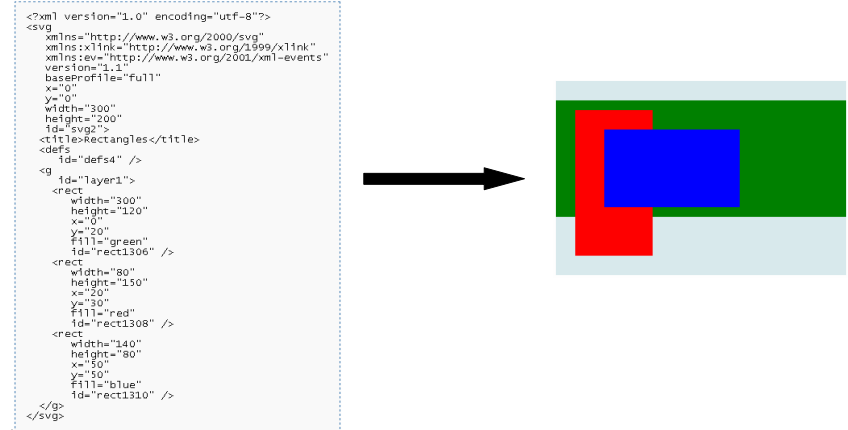 <?xml version="1.0" encoding="utf-8"?>
<svg
xmlns="http://www.w3.org/2000/svg"
xmlns:xlink="http://www.w3.org/1999/xlink"
xmlns:ev="http://www.w3.org/2001/xml-events"
version="1.1"
baseProfile="full"
x="0"
y="0"
width="300"
height="200"
id="svg2">
<title>Rectangles</title>
<defs
id="defs4" />
<g
id="layer1">
<rect
width="300"
height="120"
x="0"
y="20"
fill="green"
id="rect1306" />
<rect
width="80"
height="150"
x="20"
y="30"
fill="red"
id="rect1308" />
<rect
width="140"
height="80"
x="50"
y="50"
fill="blue"
id="rect1310" />
</g>
</svg>